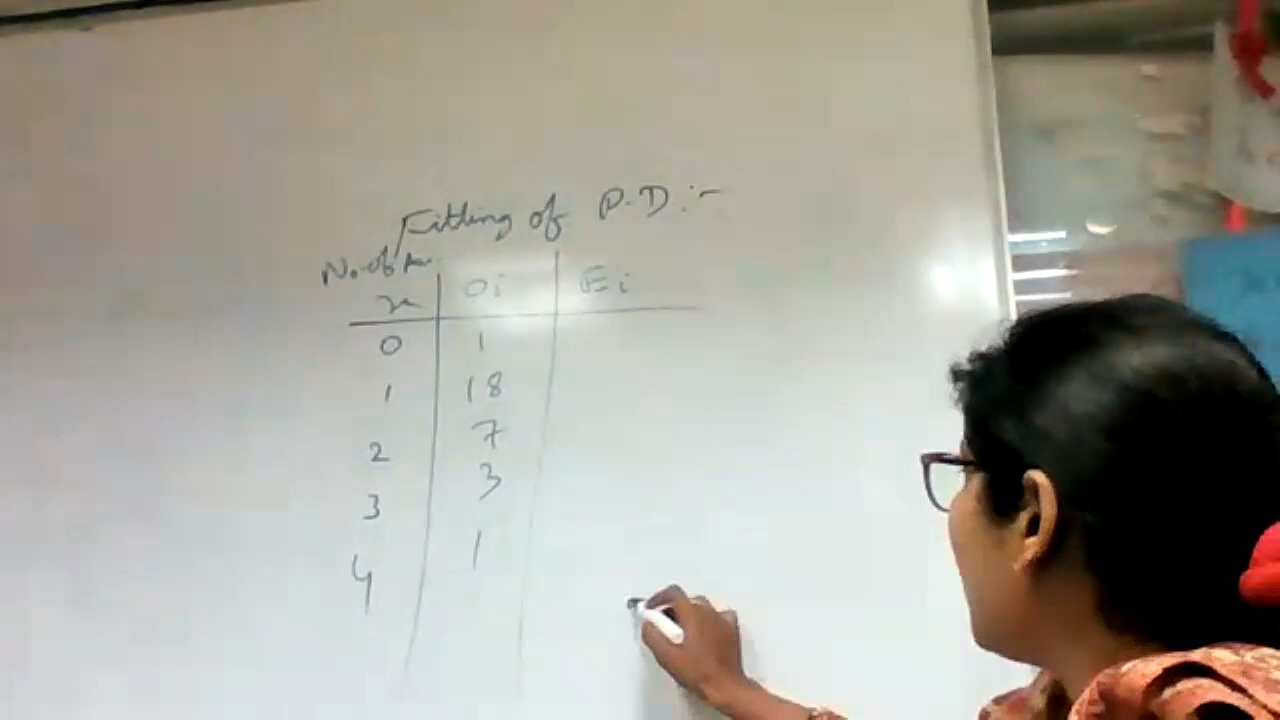 Fitting of P.D :-
No. of
x Oi Ei
0 1
1 18
2 7
3 3
4 1